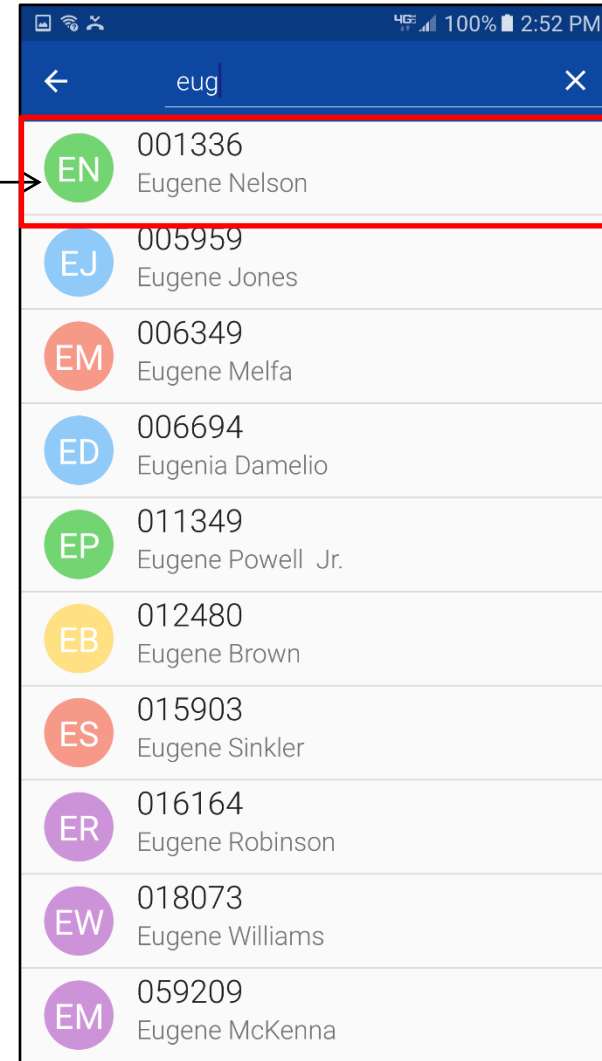 4G 100% 2:52 PM
eug
EN 001336
Eugene Nelson
EJ 005959
Eugene Jones
EM 006349
Eugene Melfa
ED 006694
Eugenia Damelio
EP 011349
Eugene Powell Jr.
EB 012480
Eugene Brown
ES 015903
Eugene Sinkler
ER 016164
Eugene Robinson
EW 018073
Eugene Williams
EM 059209
Eugene McKenna